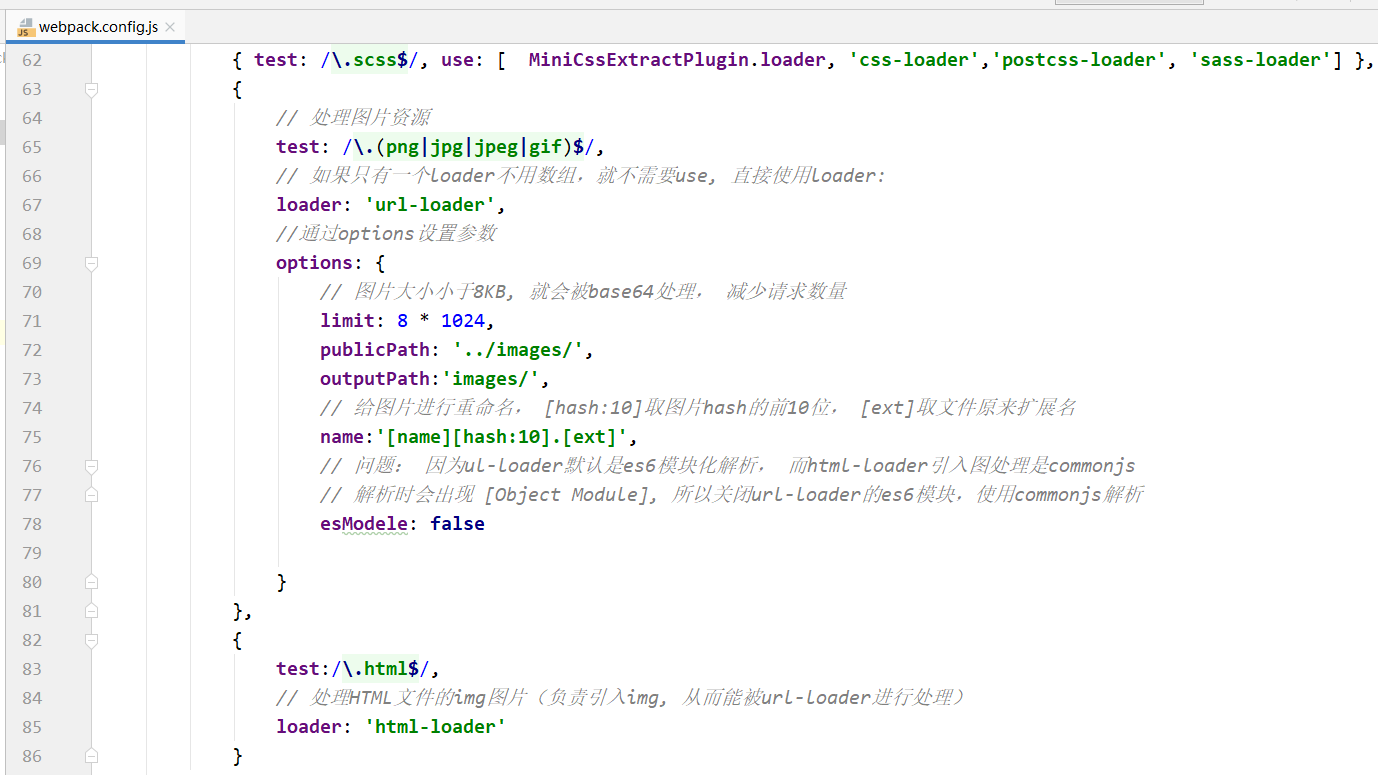 webpack.config.js
62 { test: /\.scss$/, use: [  MiniCssExtractPlugin.loader, 'css-loader','postcss-loader', 'sass-loader'] },
63 {
64 // 处理图片资源
65 test: /\.(png|jpg|jpeg|gif)$/,
66 // 如果只有一个loader不用数组，就不需要use, 直接使用loader:
67 loader: 'url-loader',
68 //通过options设置参数
69 options: {
70 // 图片大小小于8KB, 就会被base64处理， 减少请求数量
71 limit: 8 * 1024,
72 publicPath: '../images/',
73 outputPath:'images/',
74 // 给图片进行重命名， [hash:10]取图片hash的前10位， [ext]取文件原来扩展名
75 name:'[name][hash:10].[ext]',
76 // 问题： 因为ul-loader默认是es6模块化解析， 而html-loader引入图处理是commonjs
77 // 解析时会出现 [Object Module], 所以关闭url-loader的es6模块，使用commonjs解析
78 esModele: false
79
80 }
81 },
82 {
83 test:/\.html$/,
84 // 处理HTML文件的img图片（负责引入img, 从而能被url-loader进行处理）
85 loader: 'html-loader'
86 }